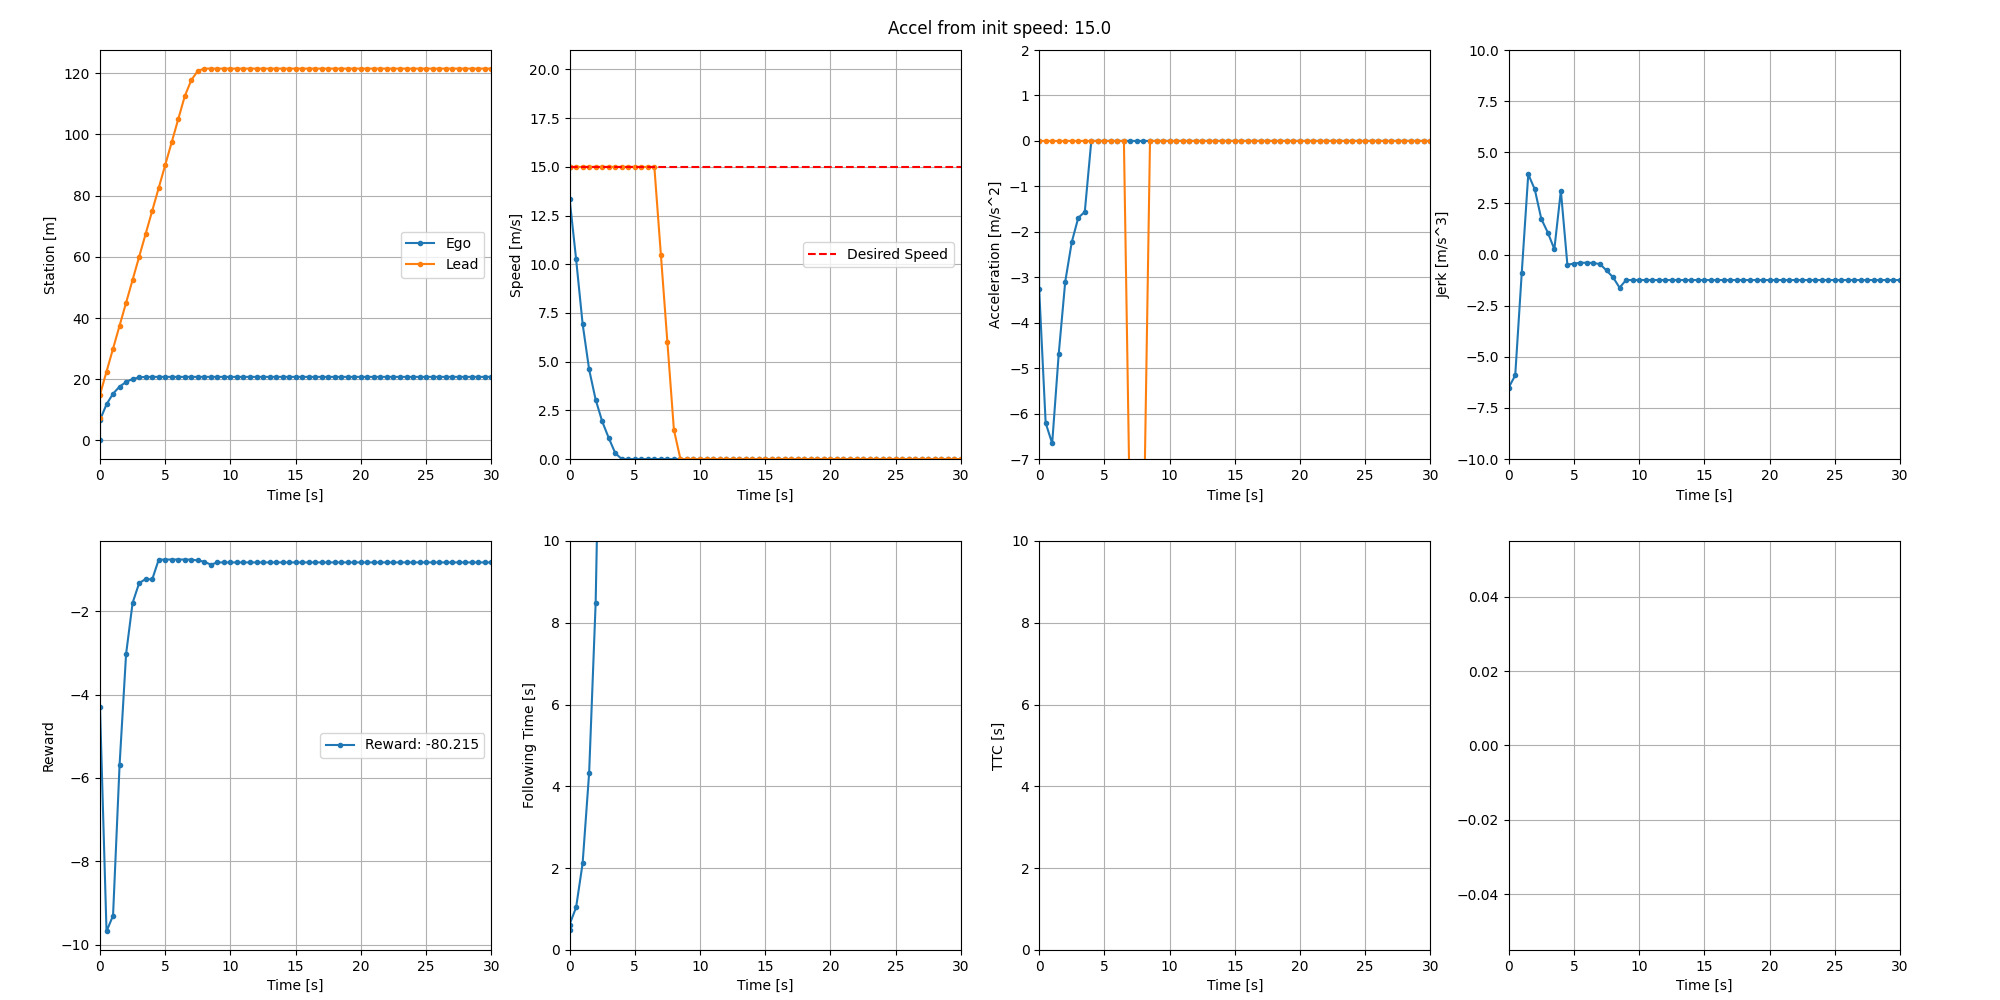 Accel from init speed: 15.0
Station [m]
120
100
80
60
40
20
0
Ego
Lead
0 5 10 15 20 25 30
Time [s]
Speed [m/s]
20.0
17.5
15.0
12.5
10.0
7.5
5.0
2.5
0.0
Desired Speed
0 5 10 15 20 25 30
Time [s]
Acceleration [m/s^2]
2
1
0
−1
−2
−3
−4
−5
−6
−7
0 5 10 15 20 25 30
Time [s]
Jerk [m/s^3]
10.0
7.5
5.0
2.5
0.0
−2.5
−5.0
−7.5
−10.0
0 5 10 15 20 25 30
Time [s]
Reward
−2
−4
−6
−8
−10
Reward: -80.215
0 5 10 15 20 25 30
Time [s]
Following Time [s]
10
8
6
4
2
0
0 5 10 15 20 25 30
Time [s]
TTC [s]
10
8
6
4
2
0
0 5 10 15 20 25 30
Time [s]
0.04
0.02
0.00
−0.02
−0.04
0 5 10 15 20 25 30
Time [s]